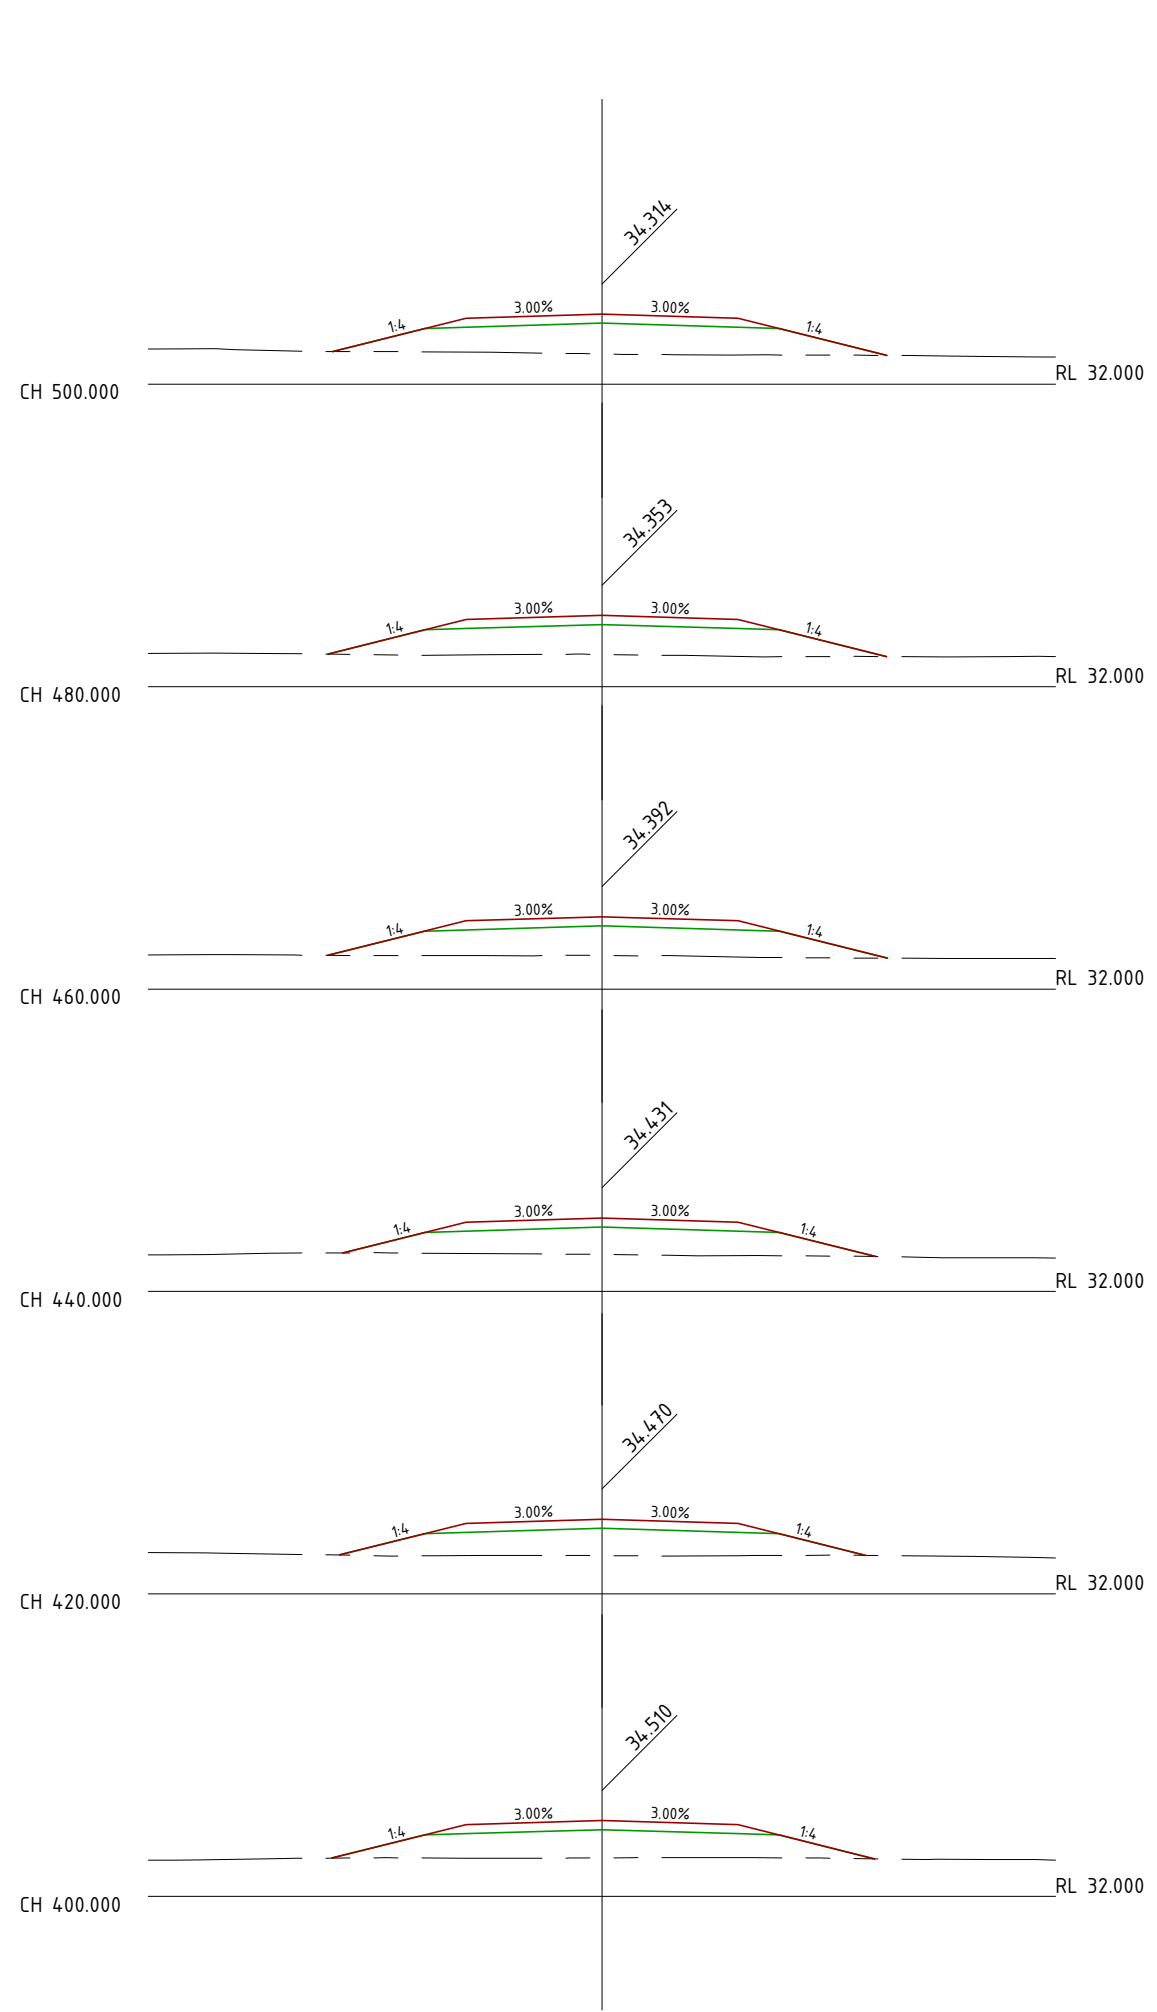 34.314
3.00% 3.00%
1:4 1:4
RL 32.000
CH 500.000
34.353
3.00% 3.00%
1:4 1:4
RL 32.000
CH 480.000
34.392
3.00% 3.00%
1:4 1:4
RL 32.000
CH 460.000
34.431
3.00% 3.00%
1:4 1:4
RL 32.000
CH 440.000
34.470
3.00% 3.00%
1:4 1:4
RL 32.000
CH 420.000
34.510
3.00% 3.00%
1:4 1:4
RL 32.000
CH 400.000